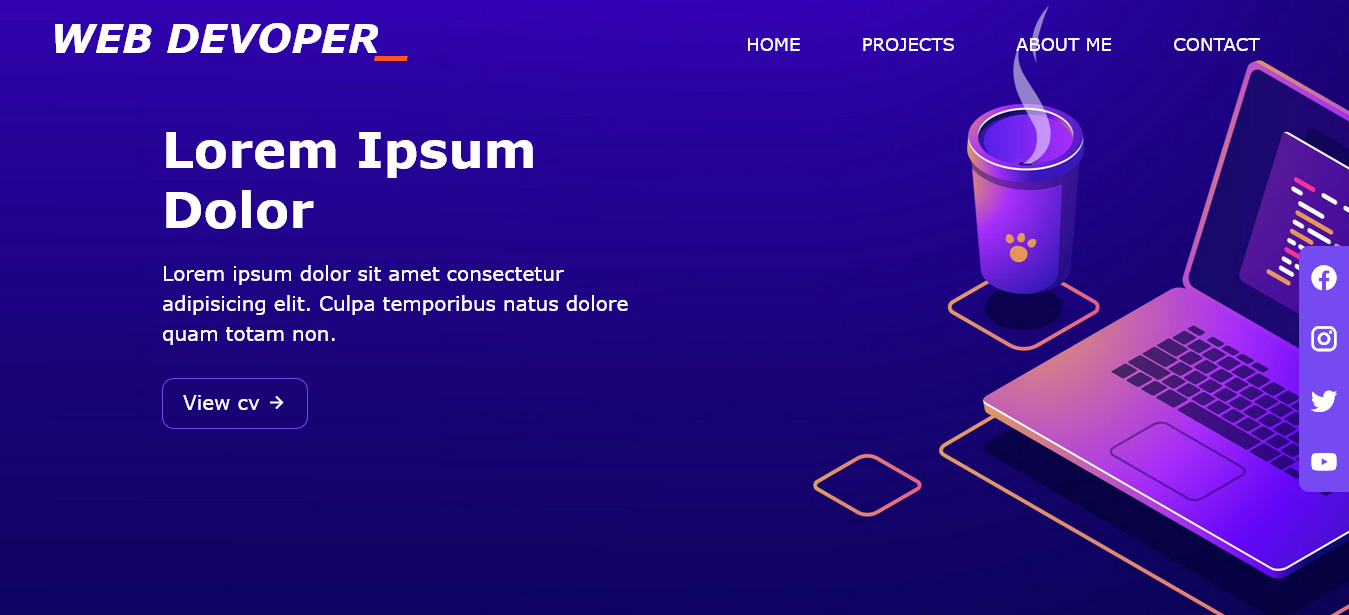 WEB DEVOPER_
HOME PROJECTS ABOUT ME CONTACT
Lorem Ipsum
Dolor
Lorem ipsum dolor sit amet consectetur
adipisicing elit. Culpa temporibus natus dolore
quam totam non.
View cv →